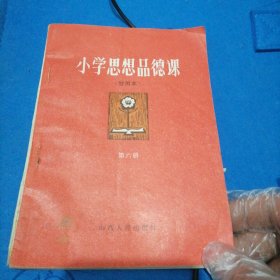 小学思想品德课
（试用本）
第六册
山西人民出版社